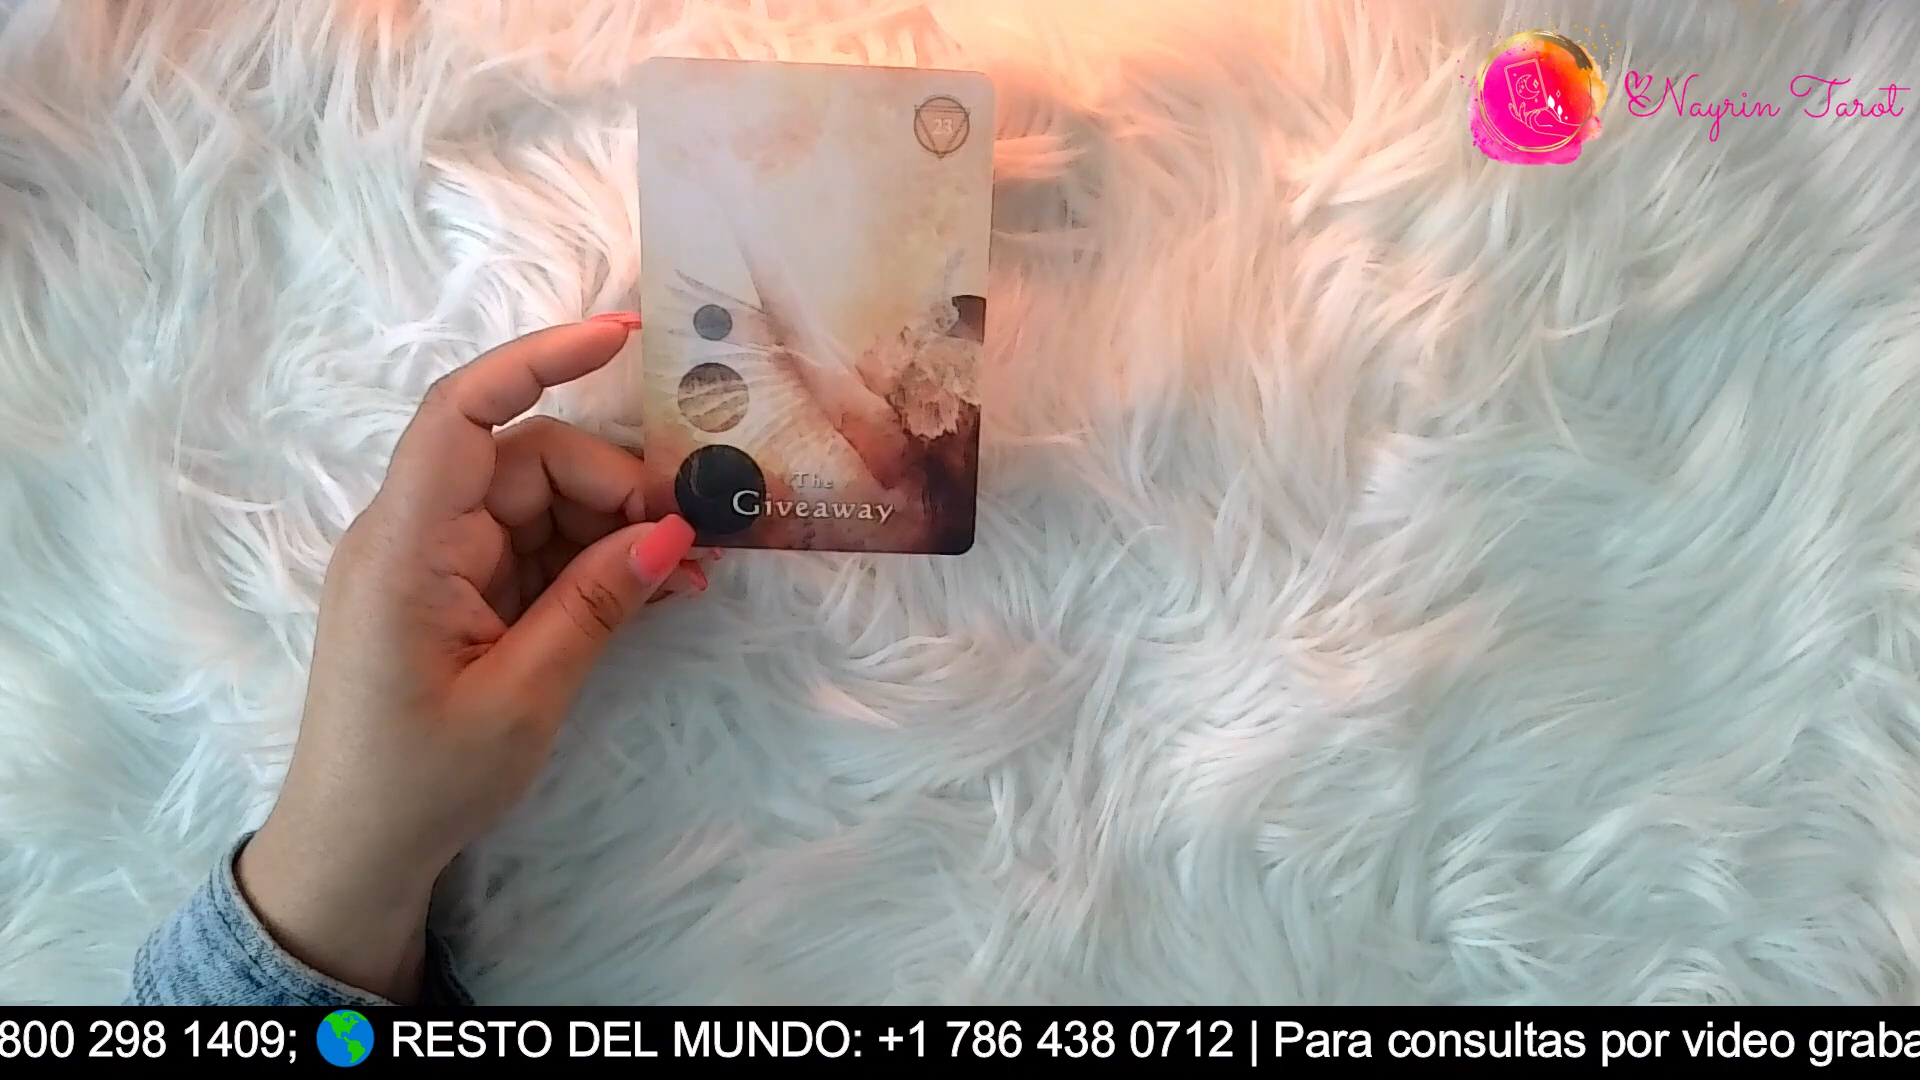 Nayrin Tarot
23
The
Giveaway
800 298 1409; RESTO DEL MUNDO: +1 786 438 0712 | Para consultas por video graba